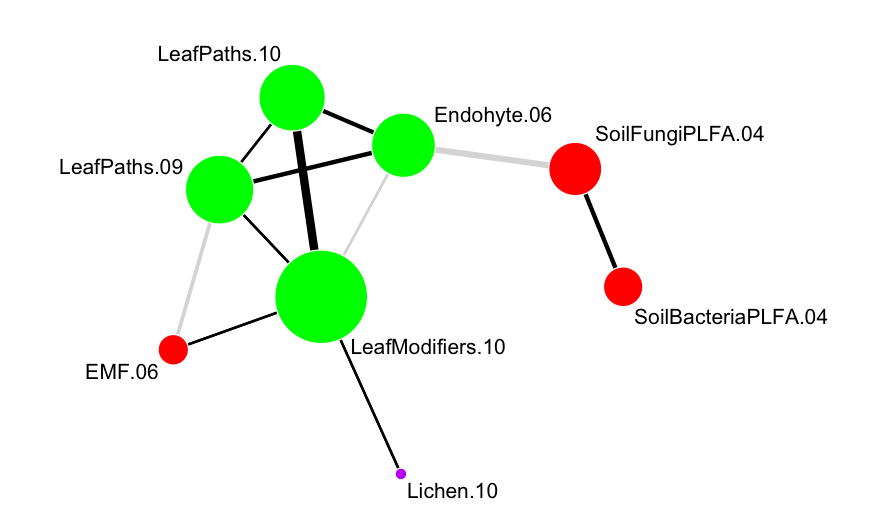 LeafPaths.10
Endohyte.06
SoilFungiPLFA.04
LeafPaths.09
SoilBacteriaPLFA.04
LeafModifiers.10
EMF.06
Lichen.10